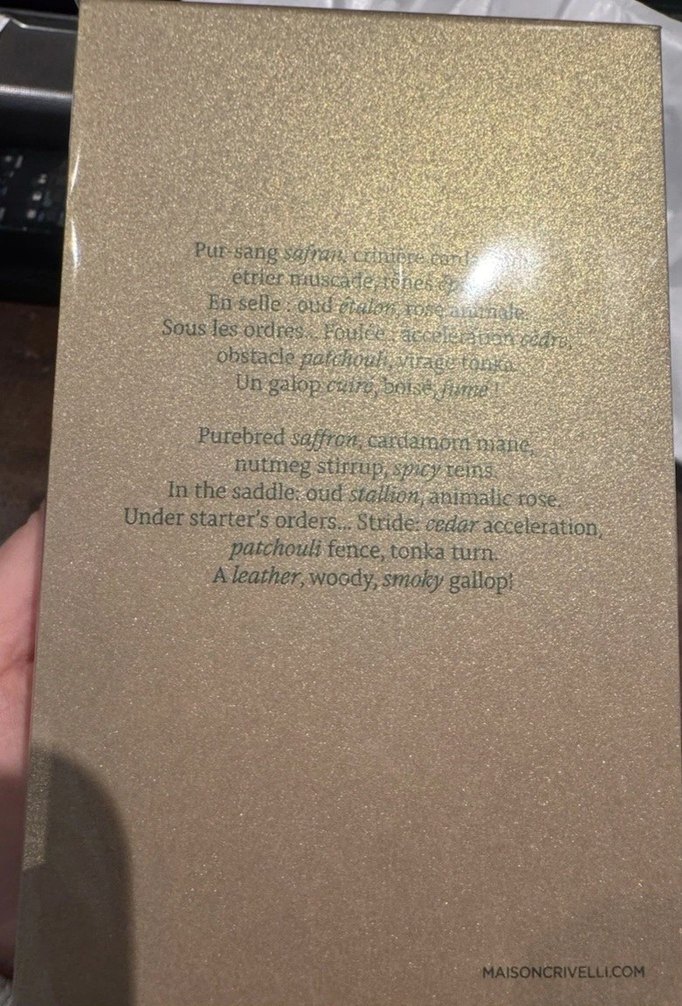 Pur-sang safran, crinière
étrier muscade, rênes
En selle : oud étalon, rose animale.
Sous les ordres... Foulée : accélération cèdre,
obstacle patchouli, virage tonka.
Un galop cuiré, boisé, fumé !
Purebred saffron, cardamom mane,
nutmeg stirrup, spicy reins.
In the saddle: oud stallion, animalic rose.
Under starter's orders... Stride: cedar acceleration,
patchouli fence, tonka turn.
A leather, woody, smoky gallop!
MAISONCRIVELLI.COM